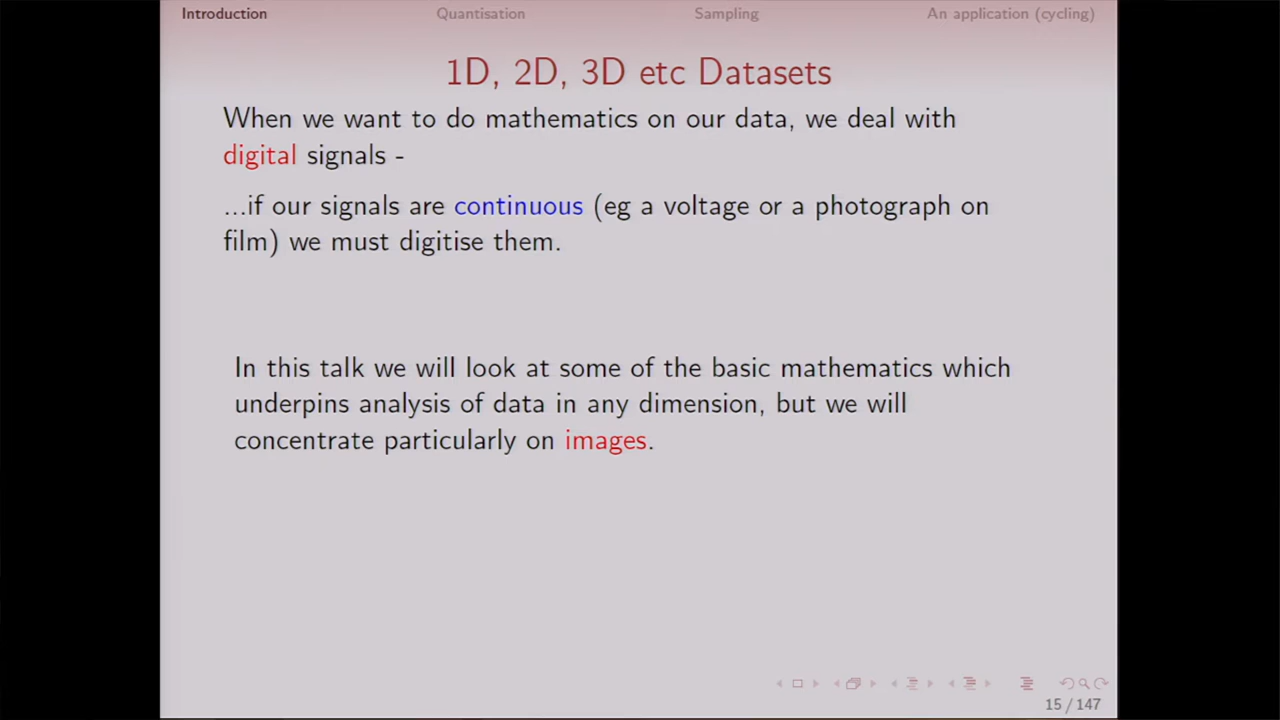 Introduction Quantisation Sampling An application (cycling)
1D, 2D, 3D etc Datasets
When we want to do mathematics on our data, we deal with
digital signals -
...if our signals are continuous (eg a voltage or a photograph on
film) we must digitise them.
In this talk we will look at some of the basic mathematics which
underpins analysis of data in any dimension, but we will
concentrate particularly on images.
15 / 147